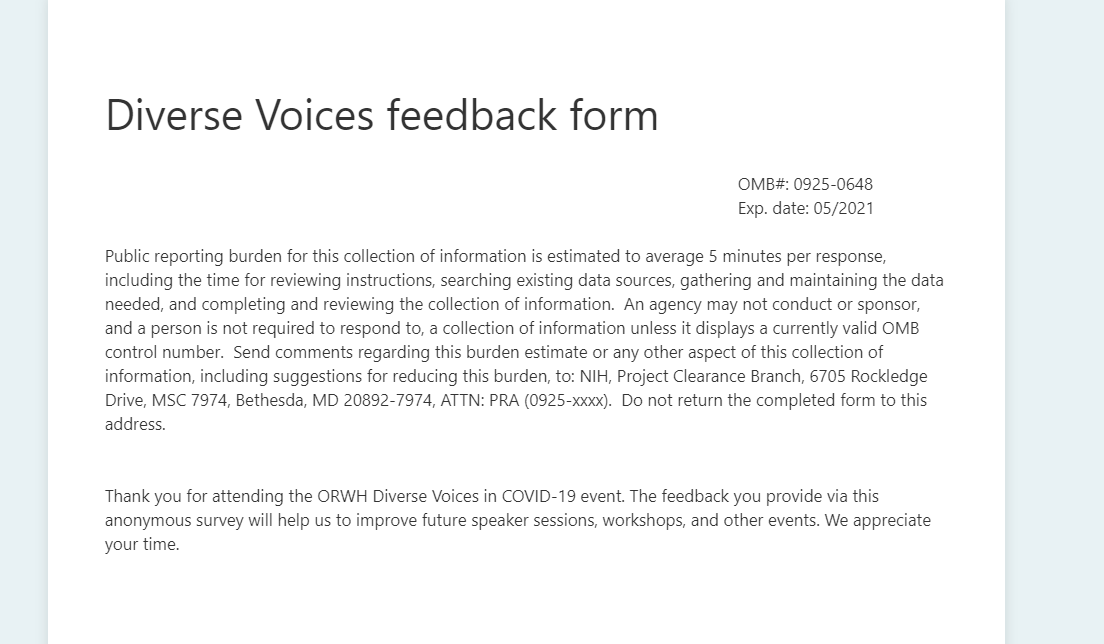 Diverse Voices feedback form
OMB#: 0925-0648
Exp. date: 05/2021
Public reporting burden for this collection of information is estimated to average 5 minutes per response,
including the time for reviewing instructions, searching existing data sources, gathering and maintaining the data
needed, and completing and reviewing the collection of information.  An agency may not conduct or sponsor,
and a person is not required to respond to, a collection of information unless it displays a currently valid OMB
control number.  Send comments regarding this burden estimate or any other aspect of this collection of
information, including suggestions for reducing this burden, to: NIH, Project Clearance Branch, 6705 Rockledge
Drive, MSC 7974, Bethesda, MD 20892-7974, ATTN: PRA (0925-xxxx).  Do not return the completed form to this
address.
Thank you for attending the ORWH Diverse Voices in COVID-19 event. The feedback you provide via this
anonymous survey will help us to improve future speaker sessions, workshops, and other events. We appreciate
your time.